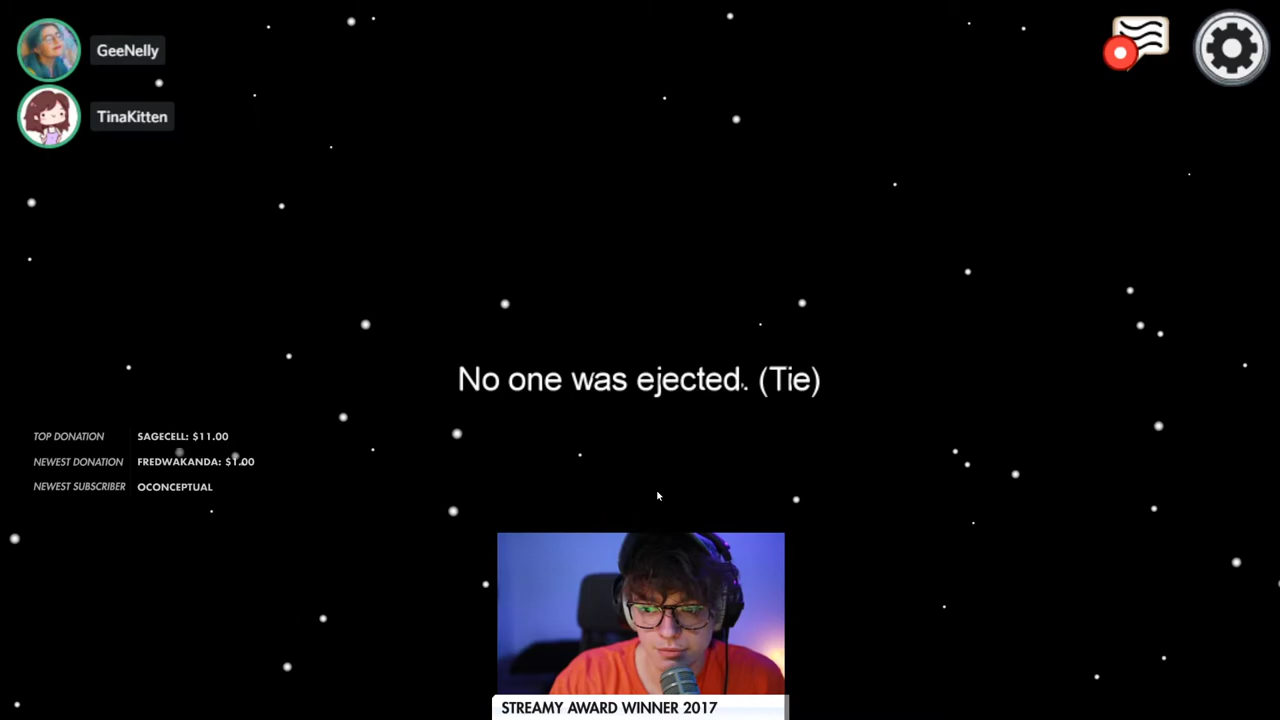 GeeNelly
TinaKitten
No one was ejected. (Tie)
TOP DONATION SAGECELL: $11.00
NEWEST DONATION FREDWAKANDA: $1.00
NEWEST SUBSCRIBER OCONCEPTUAL
STREAMY AWARD WINNER 2017